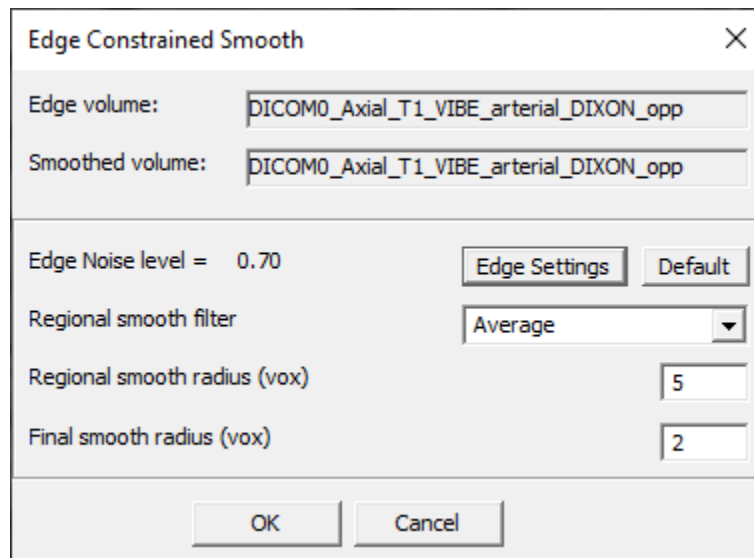 Edge Constrained Smooth
Edge volume: DICOM0_Axial_T1_VIBE_arterial_DIXON_opp
Smoothed volume: DICOM0_Axial_T1_VIBE_arterial_DIXON_opp
Edge Noise level = 0.70 Edge Settings Default
Regional smooth filter Average
Regional smooth radius (vox) 5
Final smooth radius (vox) 2
OK Cancel